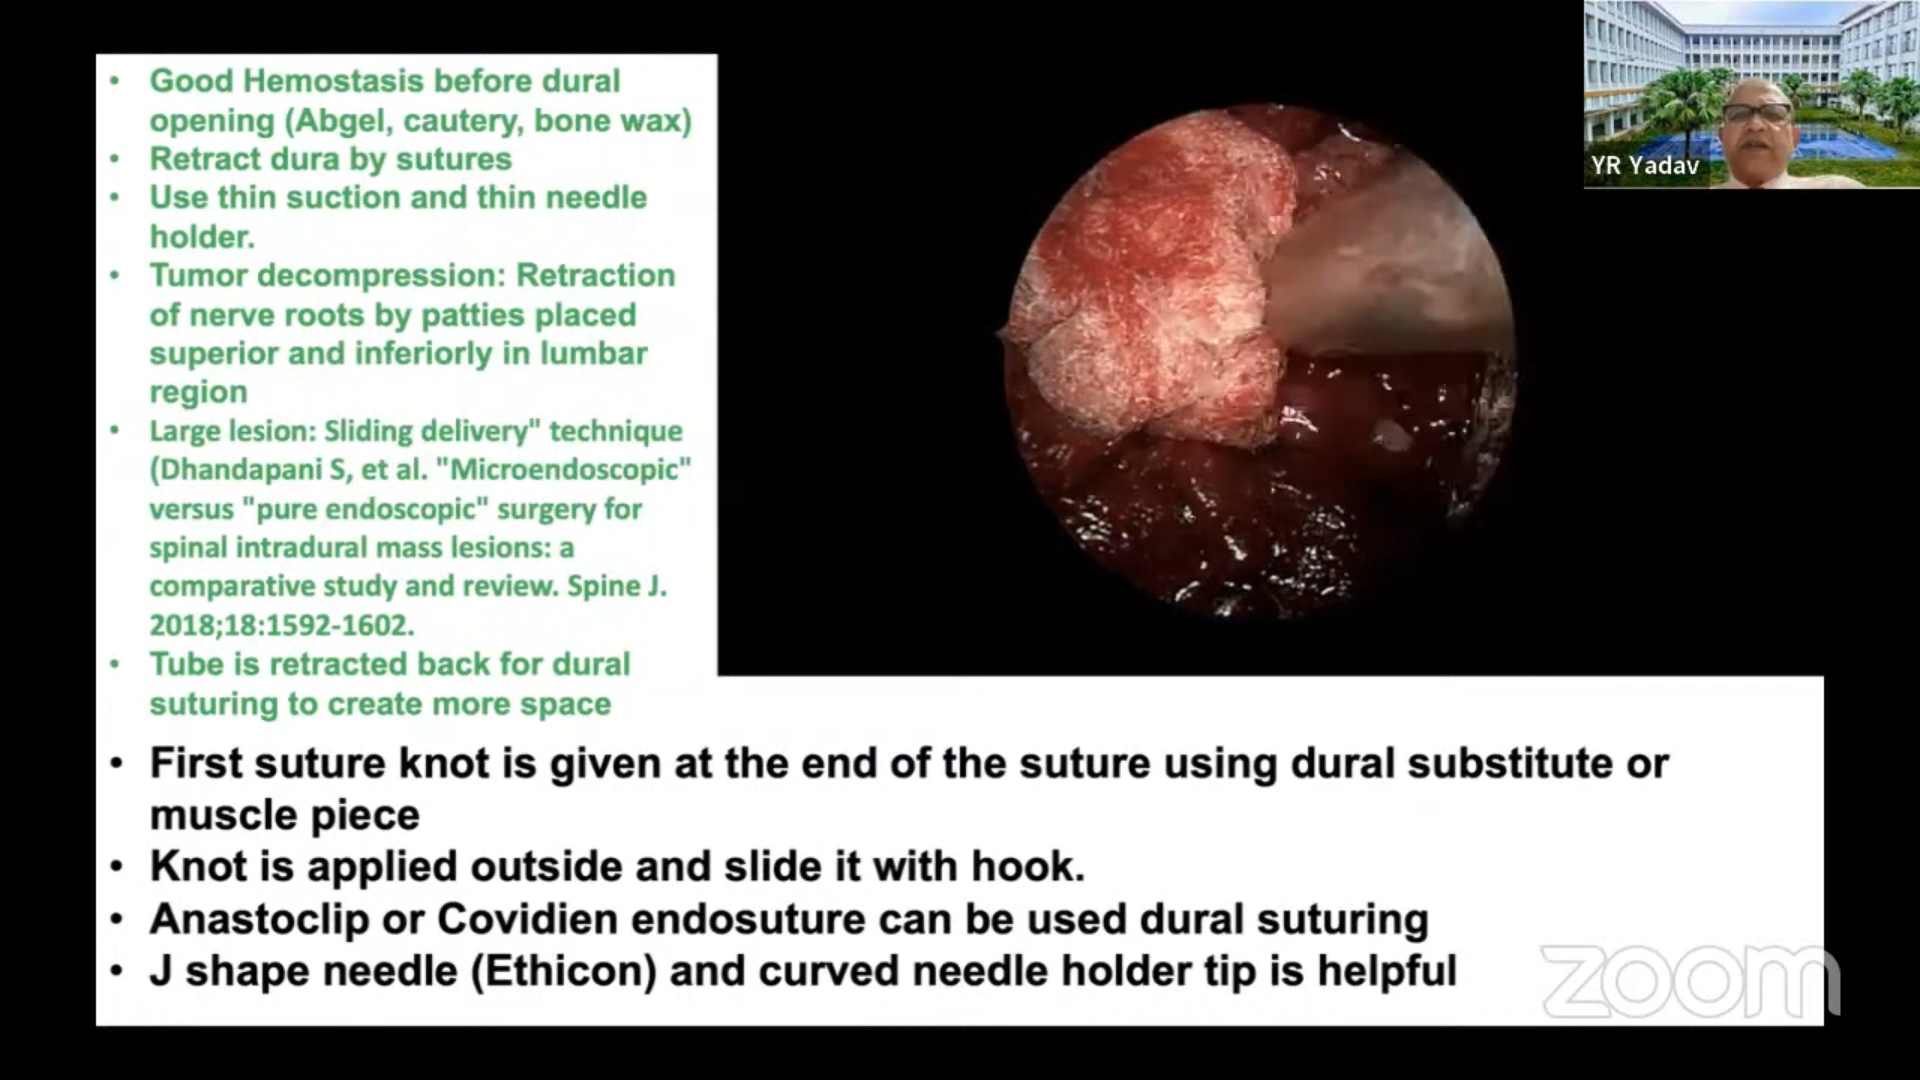 • Good Hemostasis before dural
opening (Abgel, cautery, bone wax)
• Retract dura by sutures
• Use thin suction and thin needle
holder.
• Tumor decompression: Retraction
of nerve roots by patties placed
superior and inferiorly in lumbar
region
• Large lesion: Sliding delivery" technique
(Dhandapani S, et al. "Microendoscopic"
versus "pure endoscopic" surgery for
spinal intradural mass lesions: a
comparative study and review. Spine J.
2018;18:1592-1602.
• Tube is retracted back for dural
suturing to create more space
• First suture knot is given at the end of the suture using dural substitute or
muscle piece
• Knot is applied outside and slide it with hook.
• Anastoclip or Covidien endosuture can be used dural suturing
• J shape needle (Ethicon) and curved needle holder tip is helpful
YR Yadav
zoom